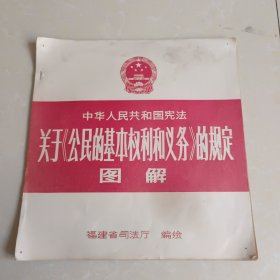 中华人民共和国宪法
关于《公民的基本权利和义务》的规定
图解
福建省司法厅 编绘